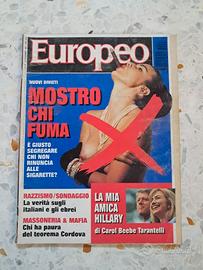 Europeo
NUOVI DIVIETI
MOSTRO
CHI
FUMA
È GIUSTO
SEGREGARE
CHI NON
RINUNCIA
ALLE
SIGARETTE?
RAZZISMO/SONDAGGIO
La verità sugli
italiani e gli ebrei
MASSONERIA & MAFIA
Chi ha paura
del teorema Cordova
LA MIA
AMICA
HILLARY
di Carol Beebe Tarantelli